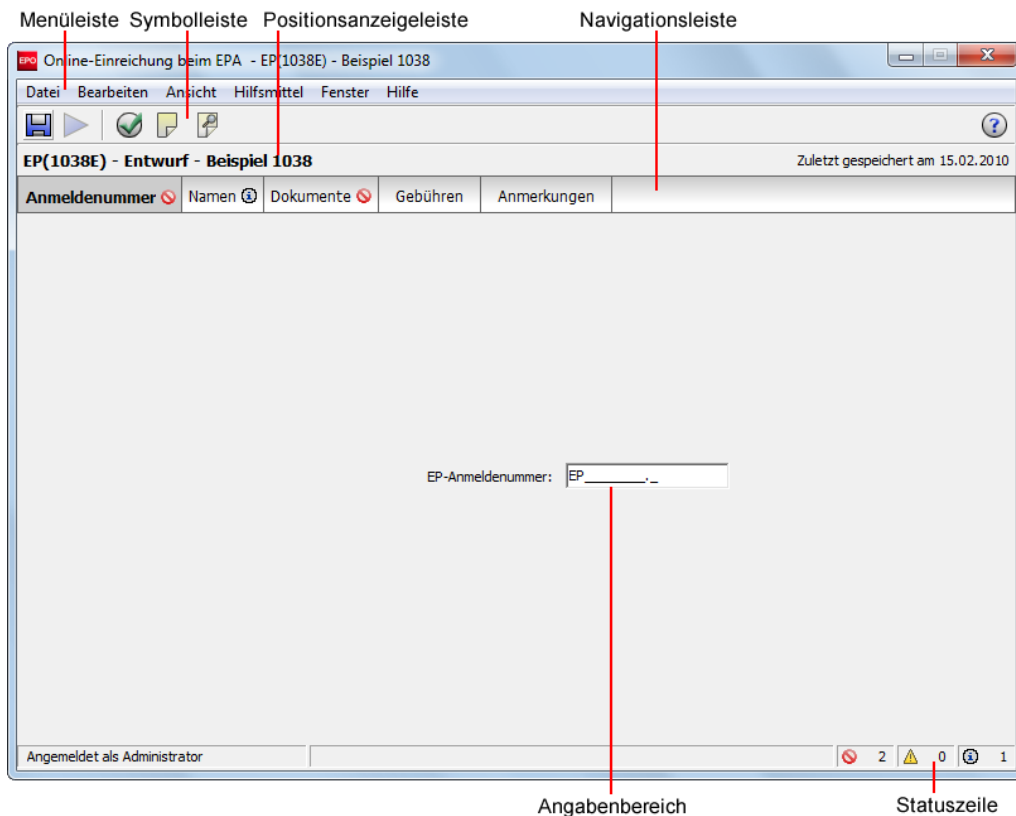 Menüleiste Symbolleiste Positionsanzeigeleiste Navigationsleiste
EPO Online-Einreichung beim EPA - EP(1038E) - Beispiel 1038
Datei Bearbeiten Ansicht Hilfsmittel Fenster Hilfe
EP(1038E) - Entwurf - Beispiel 1038 Zuletzt gespeichert am 15.02.2010
Anmeldenummer Namen Dokumente Gebühren Anmerkungen
EP-Anmeldenummer: EP________._
Angemeldet als Administrator 2 0 1
Angabenbereich Statuszeile